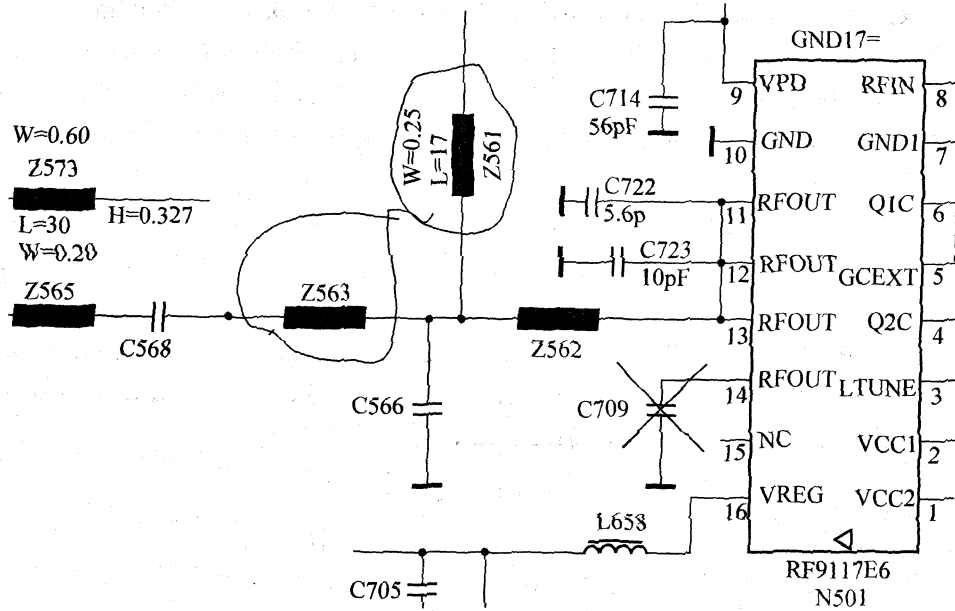 GND17=
C714
56pF
9
VPD
RFIN
8
10
GND
GND1
7
W=0.60
Z573
L=30
H=0.327
W=0.20
W=0.25
L=17
Z561
C722
5.6p
11
RFOUT
Q1C
6
C723
10pF
12
RFOUT
GCEXT
5
Z565
C568
Z563
Z562
13
RFOUT
Q2C
4
C566
C709
14
RFOUT
LTUNE
3
15
NC
VCC1
2
L658
16
VREG
VCC2
1
C705
RF9117E6
N501